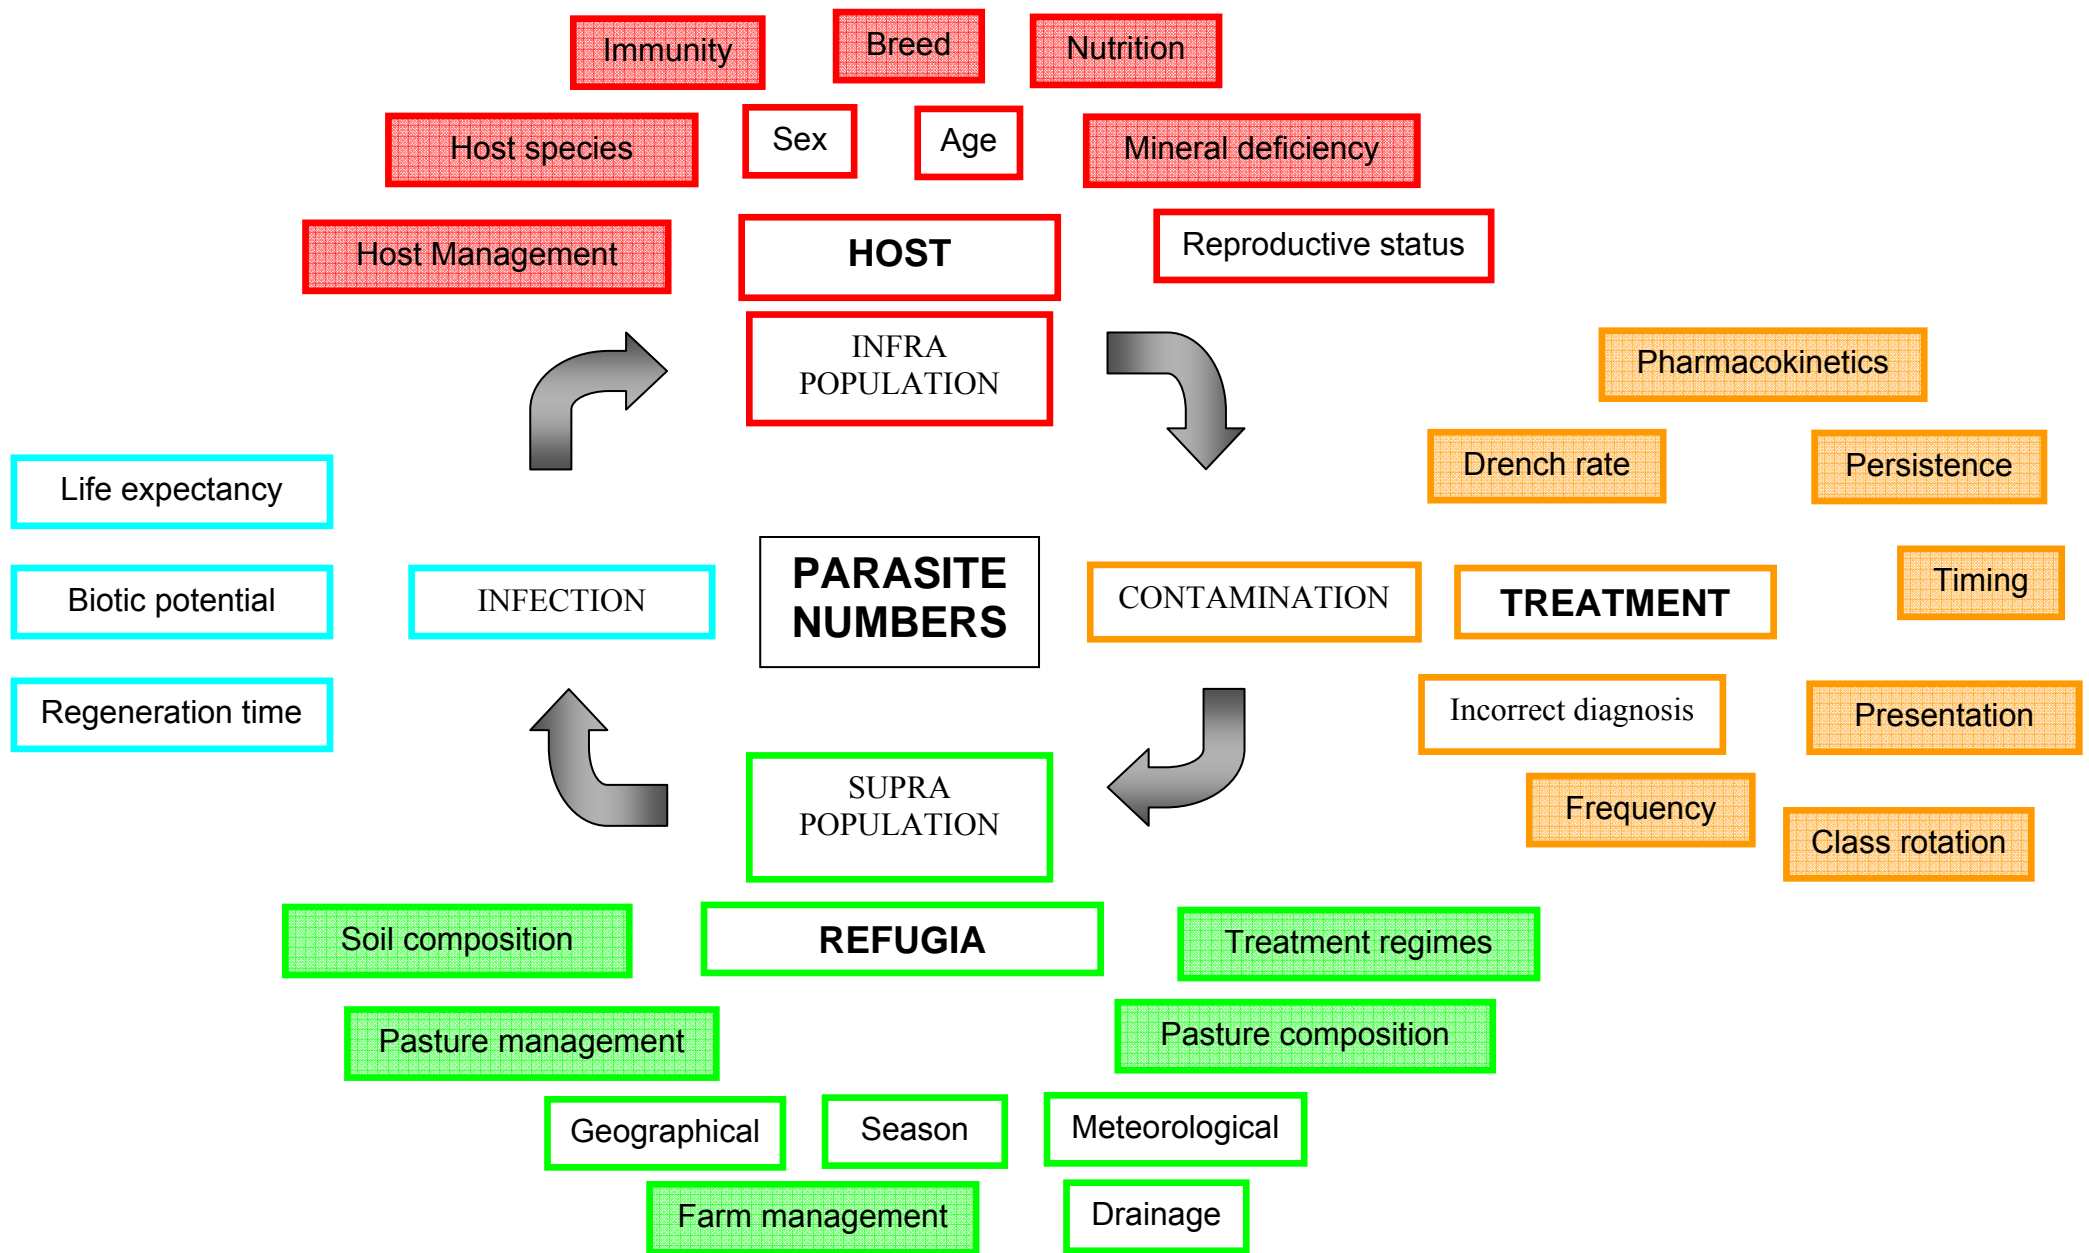 Immunity
Breed
Nutrition
Host species
Sex
Age
Mineral deficiency
Host Management
HOST
Reproductive status
INFRA
POPULATION
Pharmacokinetics
Drench rate
Persistence
Life expectancy
Biotic potential
INFECTION
PARASITE
NUMBERS
CONTAMINATION
TREATMENT
Timing
Regeneration time
Incorrect diagnosis
Presentation
SUPRA
POPULATION
Frequency
Class rotation
Soil composition
REFUGIA
Treatment regimes
Pasture management
Pasture composition
Geographical
Season
Meteorological
Farm management
Drainage